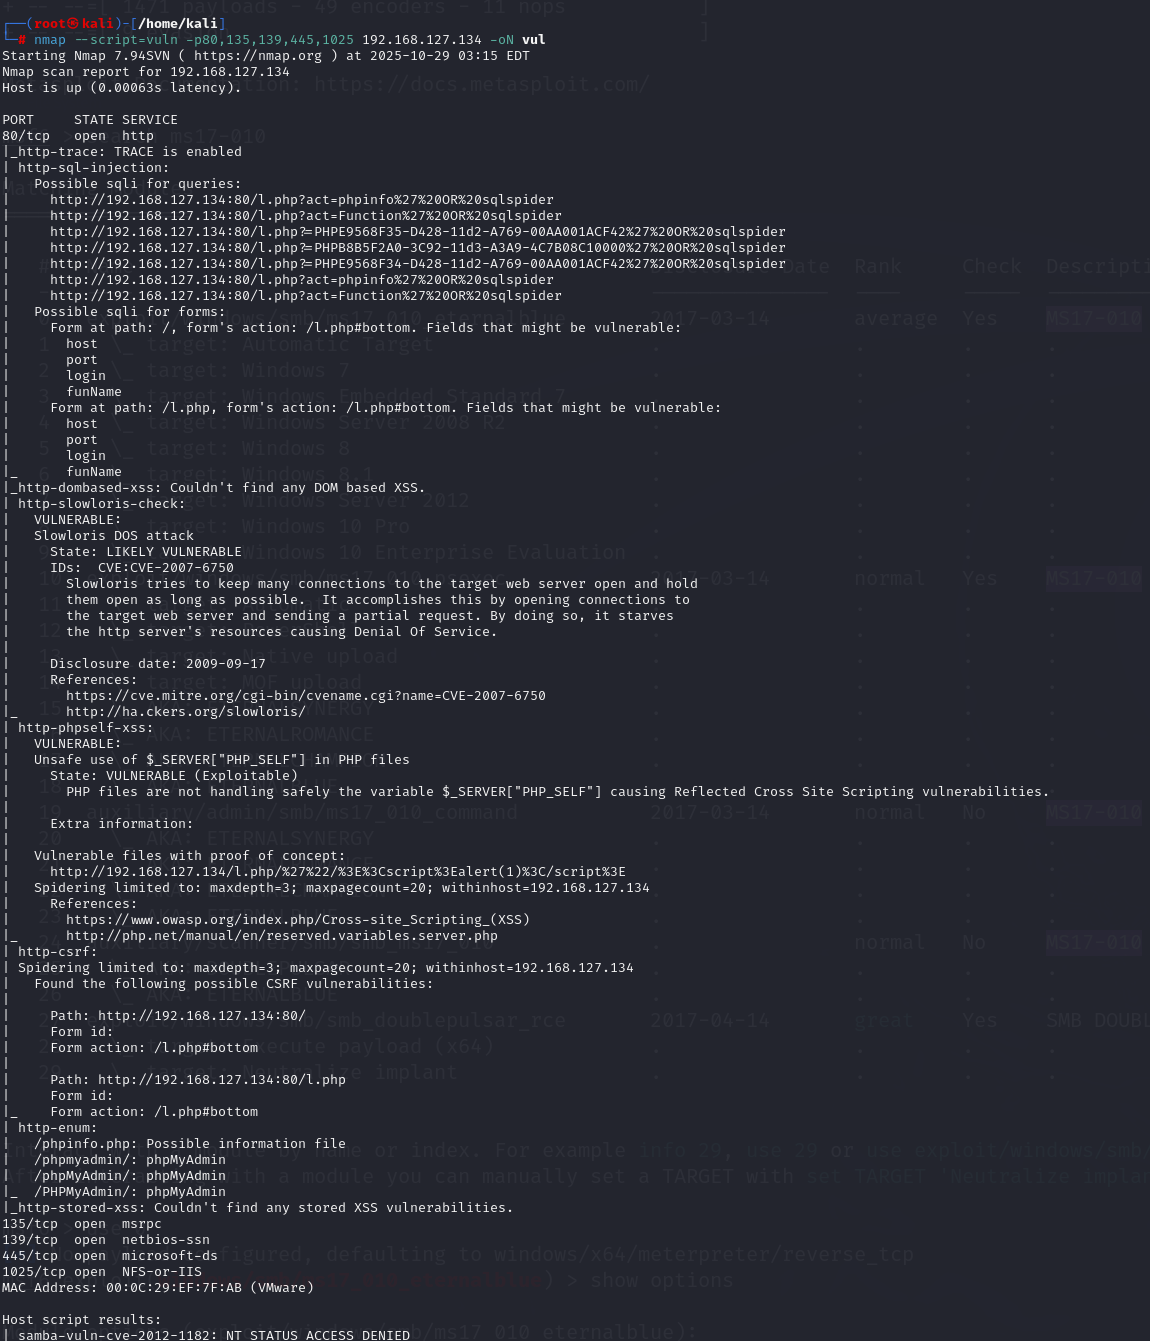 ┌──(root㉿kali)-[/home/kali]
└─# nmap --script=vuln -p80,135,139,445,1025 192.168.127.134 -oN vul
Starting Nmap 7.94SVN ( https://nmap.org ) at 2025-10-29 03:15 EDT
Nmap scan report for 192.168.127.134
Host is up (0.00063s latency).

PORT     STATE SERVICE
80/tcp   open  http
|_http-trace: TRACE is enabled
| http-sql-injection:
|   Possible sqli for queries:
|     http://192.168.127.134:80/l.php?act=phpinfo%27%20OR%20sqlspider
|     http://192.168.127.134:80/l.php?act=Function%27%20OR%20sqlspider
|     http://192.168.127.134:80/l.php?=PHPE9568F35-D428-11d2-A769-00AA001ACF42%27%20OR%20sqlspider
|     http://192.168.127.134:80/l.php?=PHPB8B5F2A0-3C92-11d3-A3A9-4C7B08C10000%27%20OR%20sqlspider
|     http://192.168.127.134:80/l.php?=PHPE9568F34-D428-11d2-A769-00AA001ACF42%27%20OR%20sqlspider
|     http://192.168.127.134:80/l.php?act=phpinfo%27%20OR%20sqlspider
|     http://192.168.127.134:80/l.php?act=Function%27%20OR%20sqlspider
|   Possible sqli for forms:
|     Form at path: /, form's action: /l.php#bottom. Fields that might be vulnerable:
|       host
|       port
|       login
|       funName
|     Form at path: /l.php, form's action: /l.php#bottom. Fields that might be vulnerable:
|       host
|       port
|       login
|_      funName
|_http-dombased-xss: Couldn't find any DOM based XSS.
| http-slowloris-check:
|   VULNERABLE:
|   Slowloris DOS attack
|     State: LIKELY VULNERABLE
|     IDs:  CVE:CVE-2007-6750
|       Slowloris tries to keep many connections to the target web server open and hold
|       them open as long as possible.  It accomplishes this by opening connections to
|       the target web server and sending a partial request. By doing so, it starves
|       the http server's resources causing Denial Of Service.
|
|     Disclosure date: 2009-09-17
|     References:
|       https://cve.mitre.org/cgi-bin/cvename.cgi?name=CVE-2007-6750
|_      http://ha.ckers.org/slowloris/
| http-phpself-xss:
|   VULNERABLE:
|   Unsafe use of $_SERVER["PHP_SELF"] in PHP files
|     State: VULNERABLE (Exploitable)
|       PHP files are not handling safely the variable $_SERVER["PHP_SELF"] causing Reflected Cross Site Scripting vulnerabilities.
|
|     Extra information:
|
|   Vulnerable files with proof of concept:
|     http://192.168.127.134/l.php/%27%22/%3E%3Cscript%3Ealert(1)%3C/script%3E
|   Spidering limited to: maxdepth=3; maxpagecount=20; withinhost=192.168.127.134
|     References:
|       https://www.owasp.org/index.php/Cross-site_Scripting_(XSS)
|_      http://php.net/manual/en/reserved.variables.server.php
| http-csrf:
| Spidering limited to: maxdepth=3; maxpagecount=20; withinhost=192.168.127.134
|   Found the following possible CSRF vulnerabilities:
|
|     Path: http://192.168.127.134:80/
|     Form id:
|     Form action: /l.php#bottom
|
|     Path: http://192.168.127.134:80/l.php
|     Form id:
|_    Form action: /l.php#bottom
| http-enum:
|   /phpinfo.php: Possible information file
|   /phpmyadmin/: phpMyAdmin
|   /phpMyAdmin/: phpMyAdmin
|_  /PHPMyAdmin/: phpMyAdmin
|_http-stored-xss: Couldn't find any stored XSS vulnerabilities.
135/tcp  open  msrpc
139/tcp  open  netbios-ssn
445/tcp  open  microsoft-ds
1025/tcp open  NFS-or-IIS
MAC Address: 00:0C:29:EF:7F:AB (VMware)

Host script results:
| samba-vuln-cve-2012-1182: NT_STATUS_ACCESS_DENIED